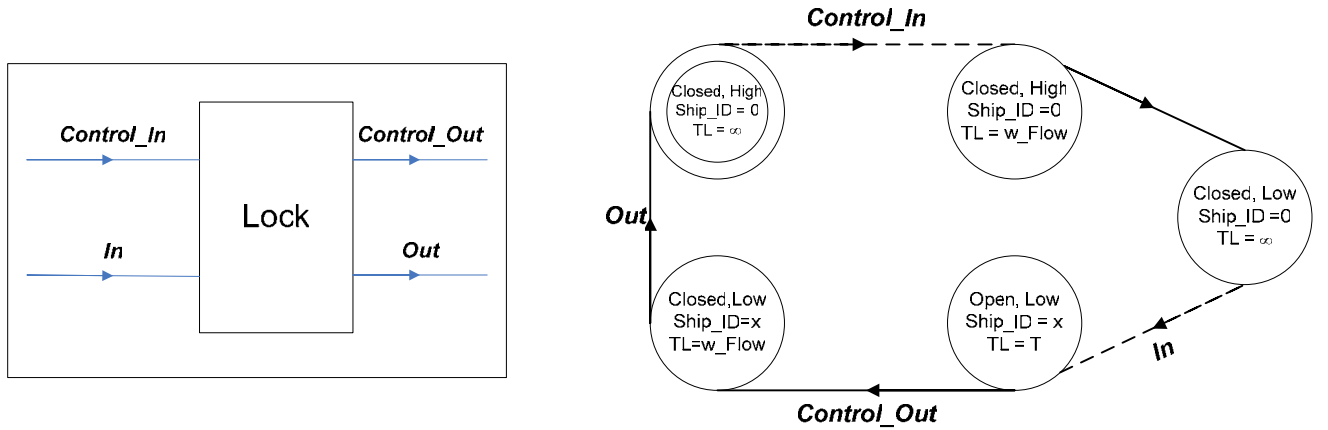 Control_In
Control_Out
Lock
In
Out
Control_In
Closed, High
Ship_ID = 0
TL = ∞
Closed, High
Ship_ID =0
TL = w_Flow
Closed, Low
Ship_ID =0
TL = ∞
Out
Closed,Low
Ship_ID=x
TL=w_Flow
Open, Low
Ship_ID = x
TL = T
In
Control_Out